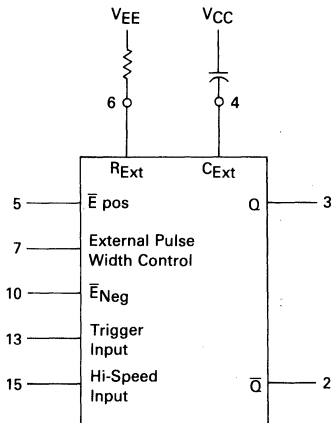 VEE VCC
6 4
RExt CExt
5 E̅ pos Q 3
7 External Pulse
Width Control
10 E̅Neg
13 Trigger
Input
15 Hi-Speed
Input Q̅ 2